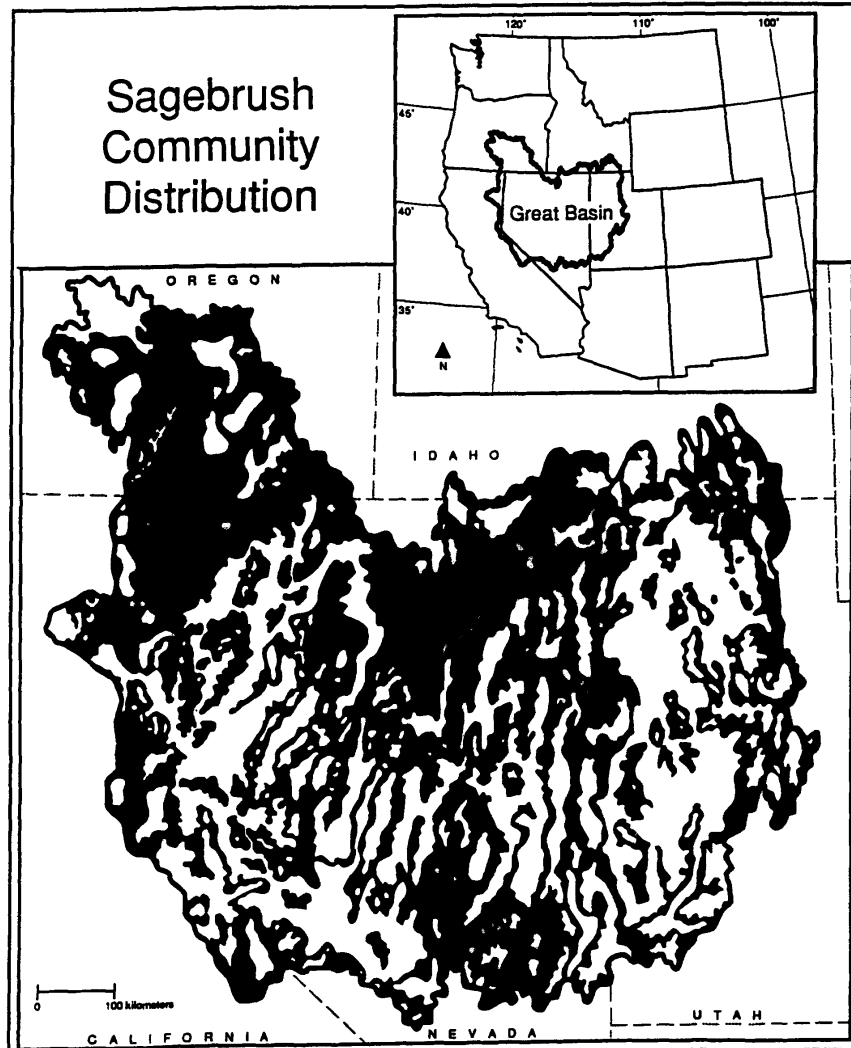 Sagebrush
Community
Distribution
120°
110°
100°
45°
40°
35°
Great Basin
N
OREGON
IDAHO
0 100 kilometers
CALIFORNIA
NEVADA
UTAH